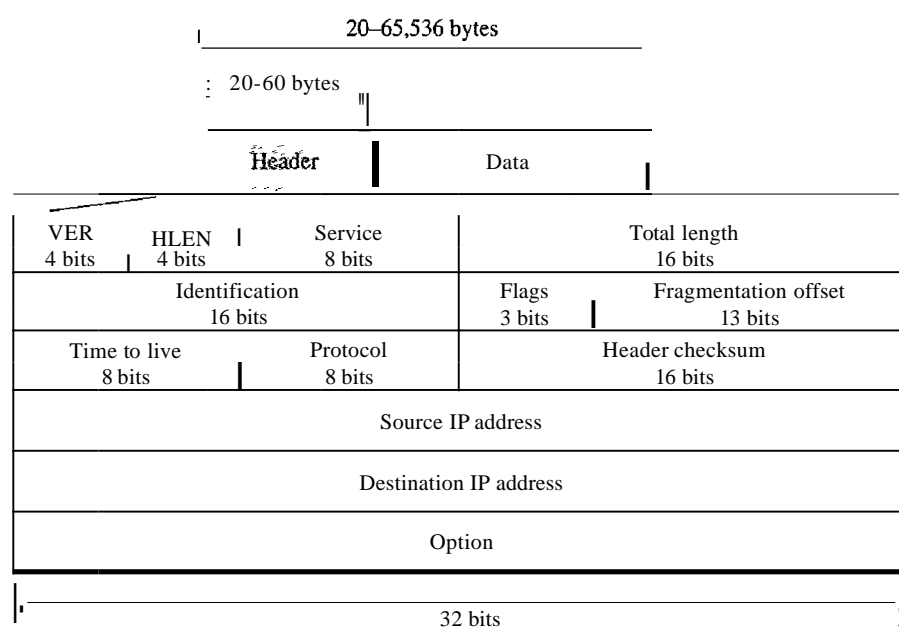 20–65,536 bytes
20-60 bytes
Header Data
VER HLEN Service Total length
4 bits 4 bits 8 bits 16 bits
Identification Flags Fragmentation offset
16 bits 3 bits 13 bits
Time to live Protocol Header checksum
8 bits 8 bits 16 bits
Source IP address
Destination IP address
Option
32 bits